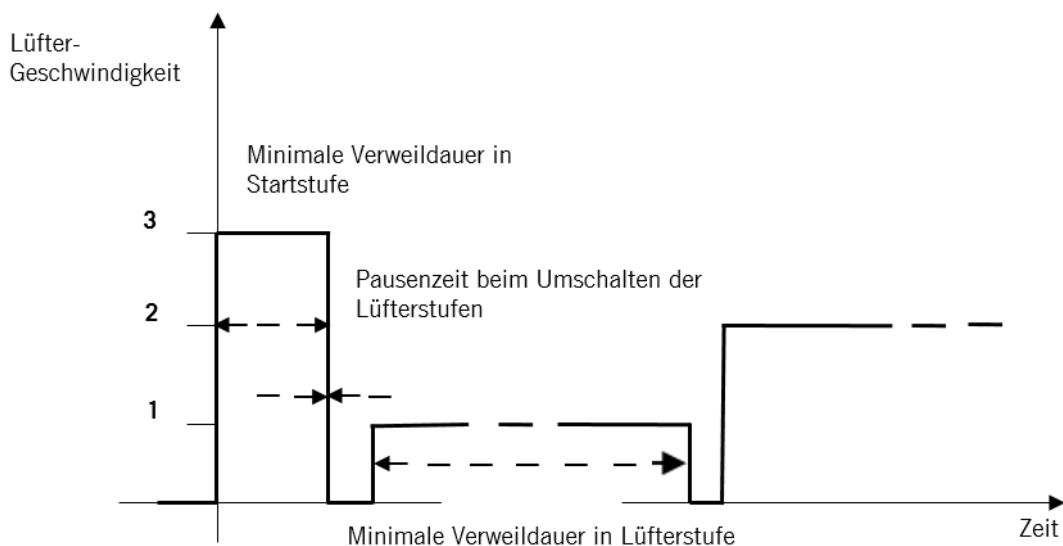 Lüfter-
Geschwindigkeit
Minimale Verweildauer in
Startstufe
3
Pausenzeit beim Umschalten der
Lüfterstufen
2
1
Minimale Verweildauer in Lüfterstufe
Zeit